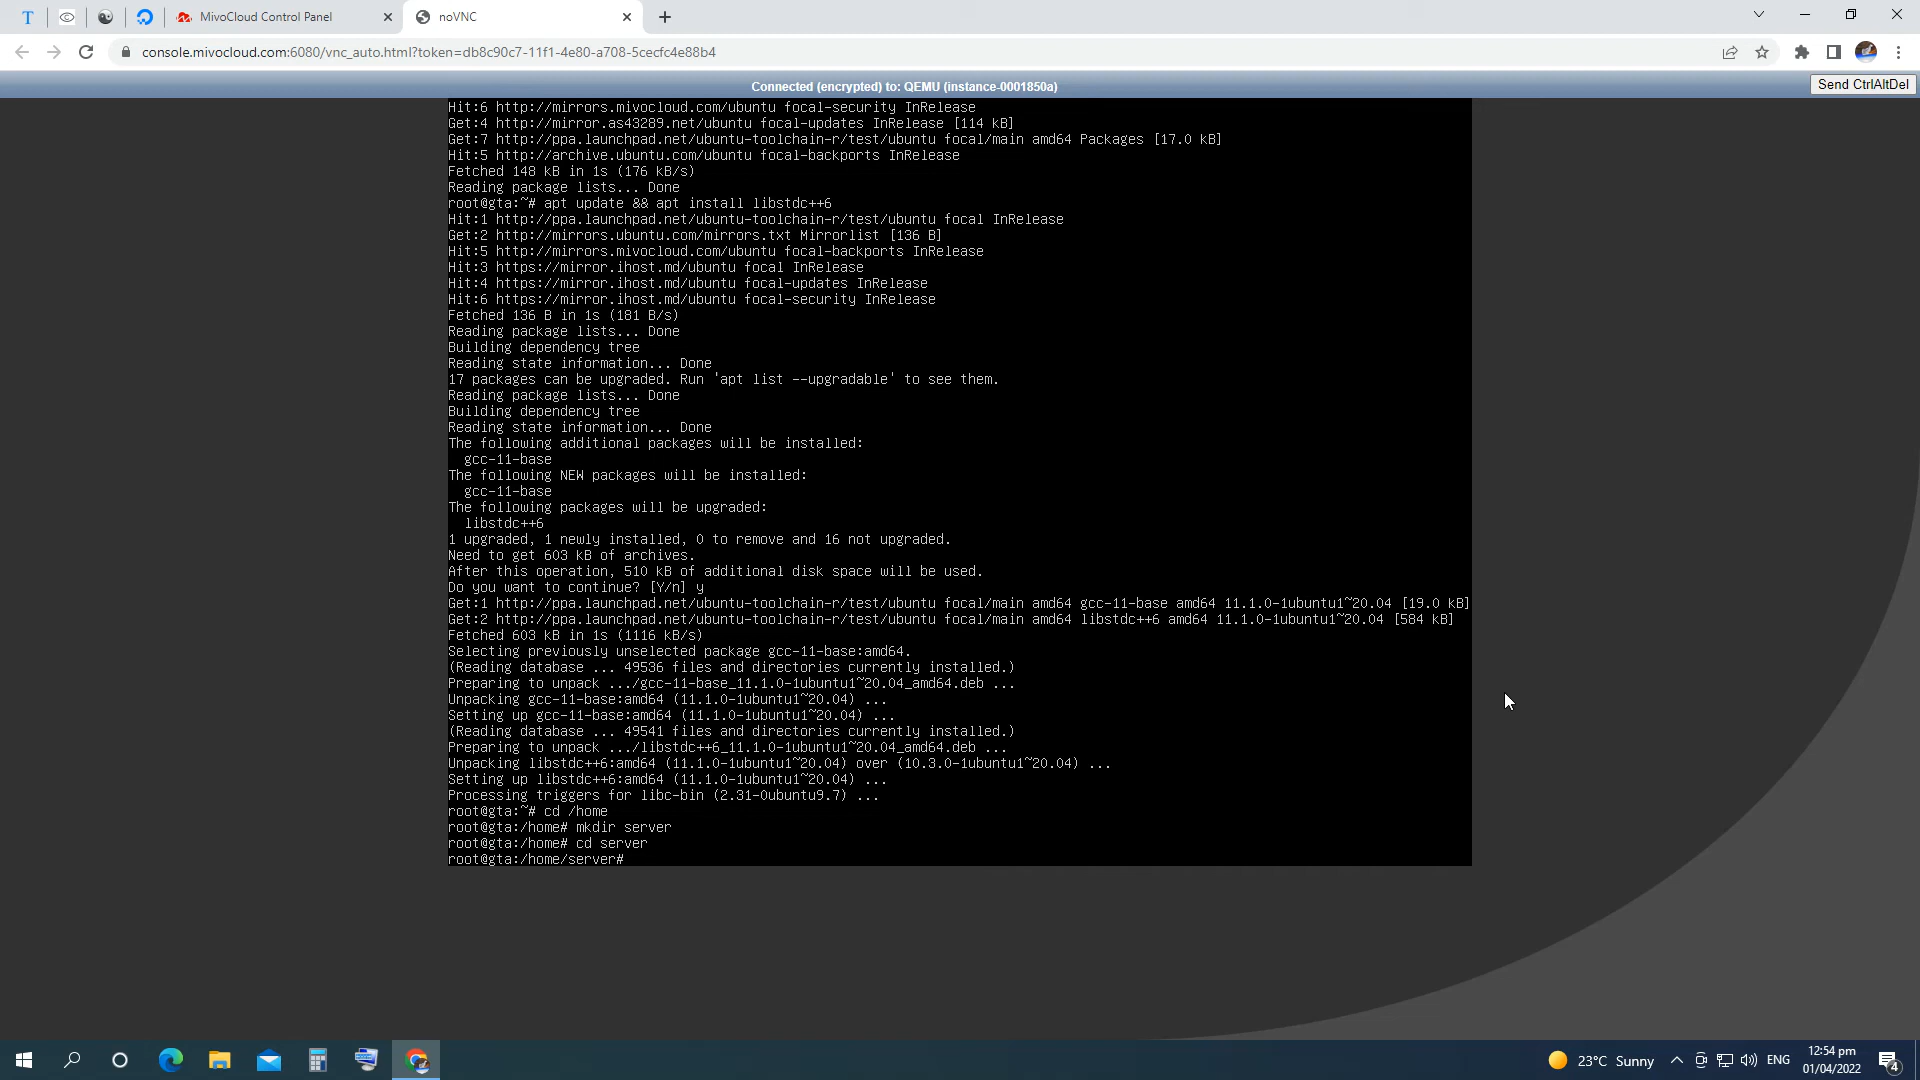 MivoCloud Control Panel
noVNC
console.mivocloud.com:6080/vnc_auto.html?token=db8c90c7-11f1-4e80-a708-5cecfc4e88b4
Connected (encrypted) to: QEMU (instance-0001850a)
Send CtrlAltDel
Hit:6 http://mirrors.mivocloud.com/ubuntu focal-security InRelease
Get:4 http://mirror.as43289.net/ubuntu focal-updates InRelease [114 kB]
Get:7 http://ppa.launchpad.net/ubuntu-toolchain-r/test/ubuntu focal/main amd64 Packages [17.0 kB]
Hit:5 http://archive.ubuntu.com/ubuntu focal-backports InRelease
Fetched 148 kB in 1s (176 kB/s)
Reading package lists... Done
root@gta:~# apt update && apt install libstdc++6
Hit:1 http://ppa.launchpad.net/ubuntu-toolchain-r/test/ubuntu focal InRelease
Get:2 http://mirrors.ubuntu.com/mirrors.txt Mirrorlist [136 B]
Hit:5 http://mirrors.mivocloud.com/ubuntu focal-backports InRelease
Hit:3 https://mirror.ihost.md/ubuntu focal InRelease
Hit:4 https://mirror.ihost.md/ubuntu focal-updates InRelease
Hit:6 https://mirror.ihost.md/ubuntu focal-security InRelease
Fetched 136 B in 1s (181 B/s)
Reading package lists... Done
Building dependency tree
Reading state information... Done
17 packages can be upgraded. Run 'apt list --upgradable' to see them.
Reading package lists... Done
Building dependency tree
Reading state information... Done
The following additional packages will be installed:
gcc-11-base
The following NEW packages will be installed:
gcc-11-base
The following packages will be upgraded:
libstdc++6
1 upgraded, 1 newly installed, 0 to remove and 16 not upgraded.
Need to get 603 kB of archives.
After this operation, 510 kB of additional disk space will be used.
Do you want to continue? [Y/n] y
Get:1 http://ppa.launchpad.net/ubuntu-toolchain-r/test/ubuntu focal/main amd64 gcc-11-base amd64 11.1.0-1ubuntu1~20.04 [19.0 kB]
Get:2 http://ppa.launchpad.net/ubuntu-toolchain-r/test/ubuntu focal/main amd64 libstdc++6 amd64 11.1.0-1ubuntu1~20.04 [584 kB]
Fetched 603 kB in 1s (1116 kB/s)
Selecting previously unselected package gcc-11-base:amd64.
(Reading database ... 49536 files and directories currently installed.)
Preparing to unpack .../gcc-11-base_11.1.0-1ubuntu1~20.04_amd64.deb ...
Unpacking gcc-11-base:amd64 (11.1.0-1ubuntu1~20.04) ...
Setting up gcc-11-base:amd64 (11.1.0-1ubuntu1~20.04) ...
(Reading database ... 49541 files and directories currently installed.)
Preparing to unpack .../libstdc++6_11.1.0-1ubuntu1~20.04_amd64.deb ...
Unpacking libstdc++6:amd64 (11.1.0-1ubuntu1~20.04) over (10.3.0-1ubuntu1~20.04) ...
Setting up libstdc++6:amd64 (11.1.0-1ubuntu1~20.04) ...
Processing triggers for libc-bin (2.31-0ubuntu9.7) ...
root@gta:~# cd /home
root@gta:/home# mkdir server
root@gta:/home# cd server
root@gta:/home/server#
23°C Sunny
ENG
12:54 pm
01/04/2022
4